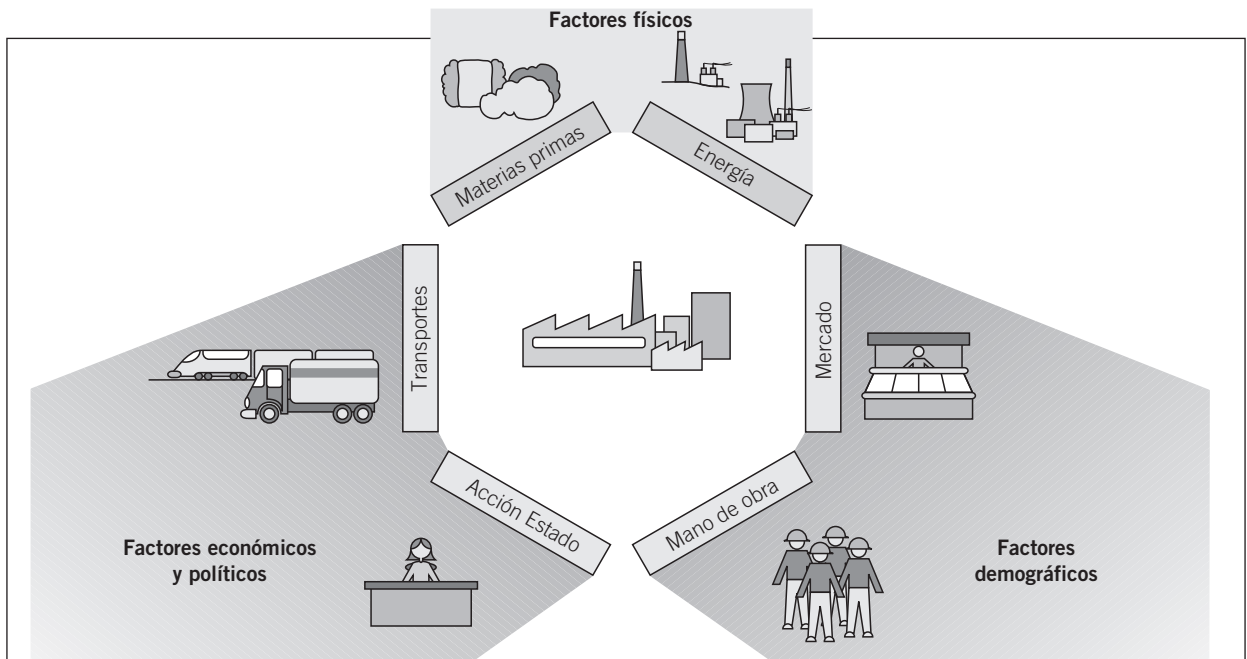 Factores físicos
Materias primas
Energía
Transportes
Mercado
Acción Estado
Mano de obra
Factores económicos
y políticos
Factores
demográficos